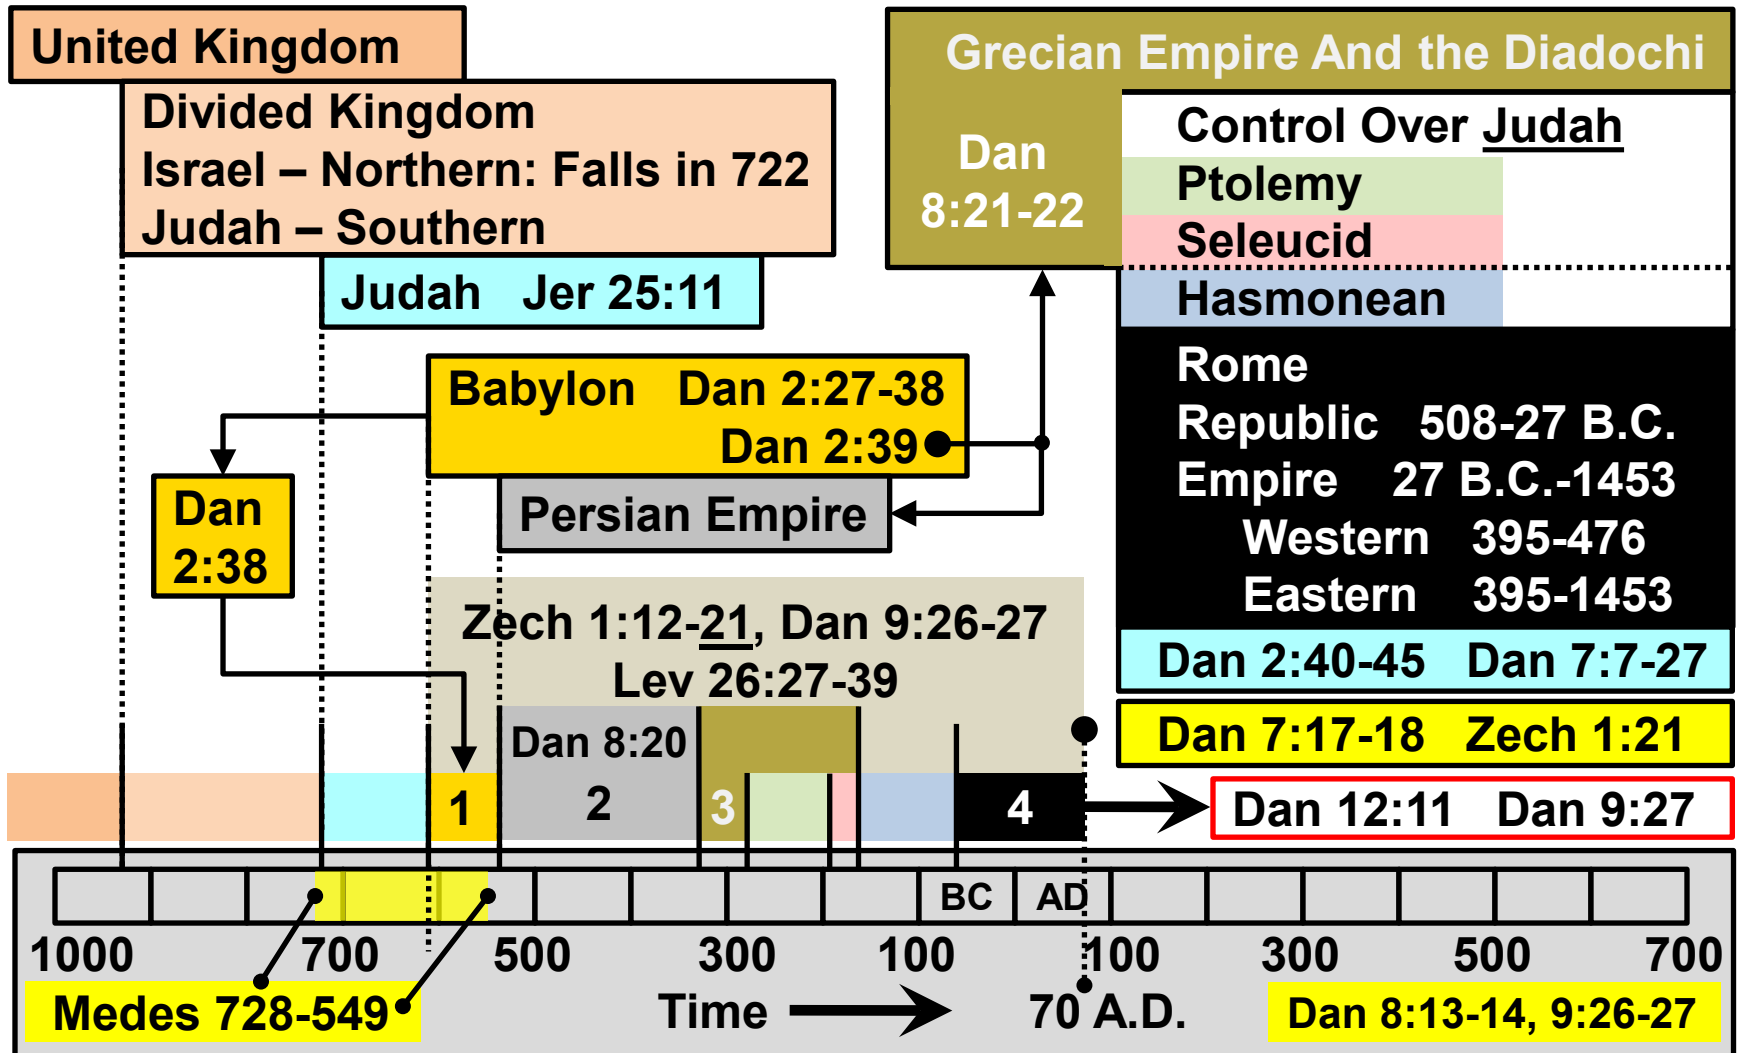 United Kingdom
Divided Kingdom
Israel – Northern: Falls in 722
Judah – Southern
Judah Jer 25:11
Grecian Empire And the Diadochi
Dan
8:21-22
Control Over Judah
Ptolemy
Seleucid
Hasmonean
Rome
Republic 508-27 B.C.
Empire 27 B.C.-1453
Western 395-476
Eastern 395-1453
Dan 2:40-45 Dan 7:7-27
Dan 7:17-18 Zech 1:21
Dan 12:11 Dan 9:27
Babylon Dan 2:27-38
Dan 2:39
Persian Empire
Dan
2:38
Zech 1:12-21, Dan 9:26-27
Lev 26:27-39
Dan 8:20
1
2
3
4
BC AD
1000 700 500 300 100 100 300 500 700
Medes 728-549
Time
70 A.D.
Dan 8:13-14, 9:26-27